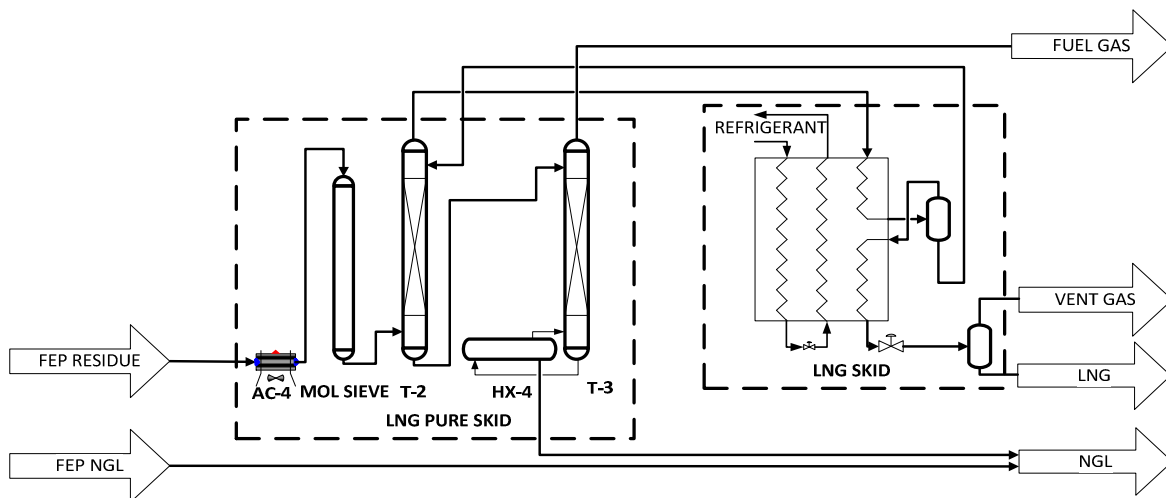 FUEL GAS
REFRIGERANT
VENT GAS
FEP RESIDUE
LNG SKID
LNG
AC-4
MOL SIEVE
T-2
HX-4
T-3
LNG PURE SKID
FEP NGL
NGL